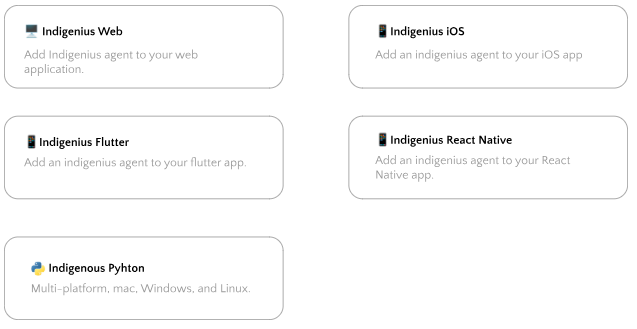 Indigenius Web
Add Indigenius agent to your web
application.
Indigenius iOS
Add an indigenius agent to your iOS app
Indigenius Flutter
Add an indigenius agent to your flutter app.
Indigenius React Native
Add an indigenius agent to your React
Native app.
Indigenous Pyhton
Multi-platform, mac, Windows, and Linux.